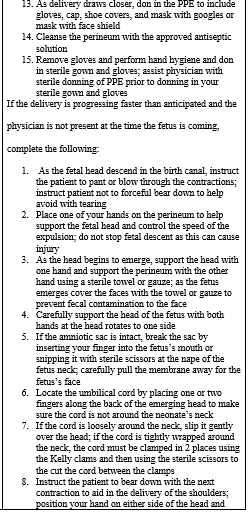 13. As delivery draws closer, don in the PPE to include
gloves, cap, shoe covers, and mask with googles or
mask with face shield
14. Cleanse the perineum with the approved antiseptic
solution
15. Remove gloves and perform hand hygiene and don
in sterile gown and gloves; assist physician with
sterile donning of PPE prior to donning in your
sterile gown and gloves
If the delivery is progressing faster than anticipated and the
physician is not present at the time the fetus is coming,
complete the following:
1. As the fetal head descend in the birth canal, instruct
the patient to pant or blow through the contractions;
instruct patient not to forceful bear down to help
avoid with tearing
2. Place one of your hands on the perineum to help
support the fetal head and control the speed of the
expulsion; do not stop fetal descent as this can cause
injury
3. As the head begins to emerge, support the head with
one hand and support the perineum with the other
hand using a sterile towel or gauze; as the fetus
emerges cover the faces with the towel or gauze to
prevent fecal contamination to the face
4. Carefully support the head of the fetus with both
hands at the head rotates to one side
5. If the amniotic sac is intact, break the sac by
inserting your finger into the fetus's mouth or
snipping it with sterile scissors at the nape of the
fetus neck; carefully pull the membrane away for the
fetus's face
6. Locate the umbilical cord by placing one or two
fingers along the back of the emerging head to make
sure the cord is not around the neonate's neck
7. If the cord is loosely around the neck, slip it gently
over the head; if the cord is tightly wrapped around
the neck, the cord must be clamped in 2 places using
the Kelly clams and then using the sterile scissors to
the cut the cord between the clamps
8. Instruct the patient to bear down with the next
contraction to aid in the delivery of the shoulders;
position your hand on either side of the head and